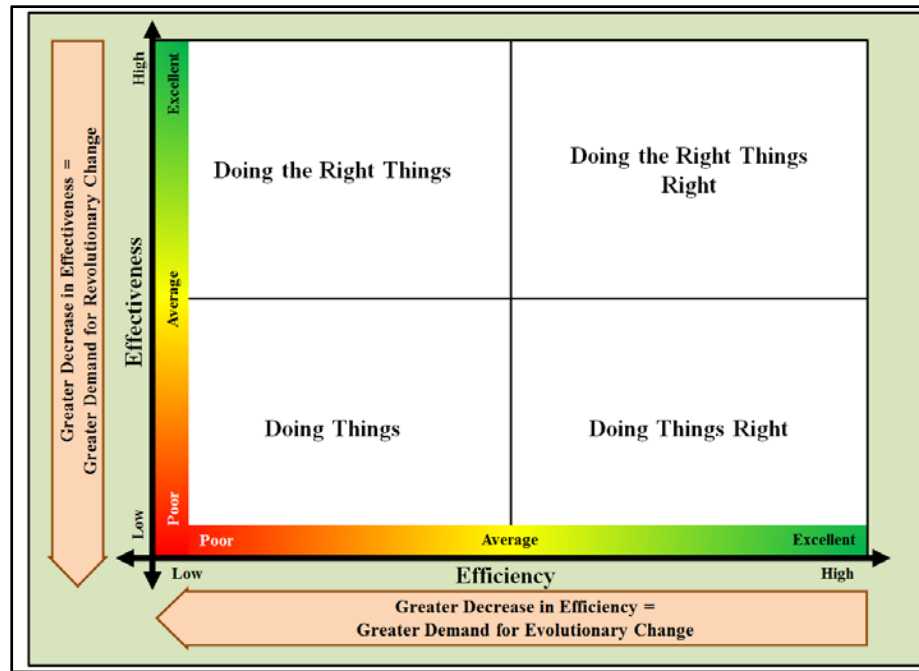 Greater Decrease in Effectiveness =
Greater Demand for Revolutionary Change
Effectiveness
High
Low
Excellent
Average
Poor
Doing the Right Things
Doing the Right Things
Right
Doing Things
Doing Things Right
Poor
Average
Excellent
Low
Efficiency
High
Greater Decrease in Efficiency =
Greater Demand for Evolutionary Change